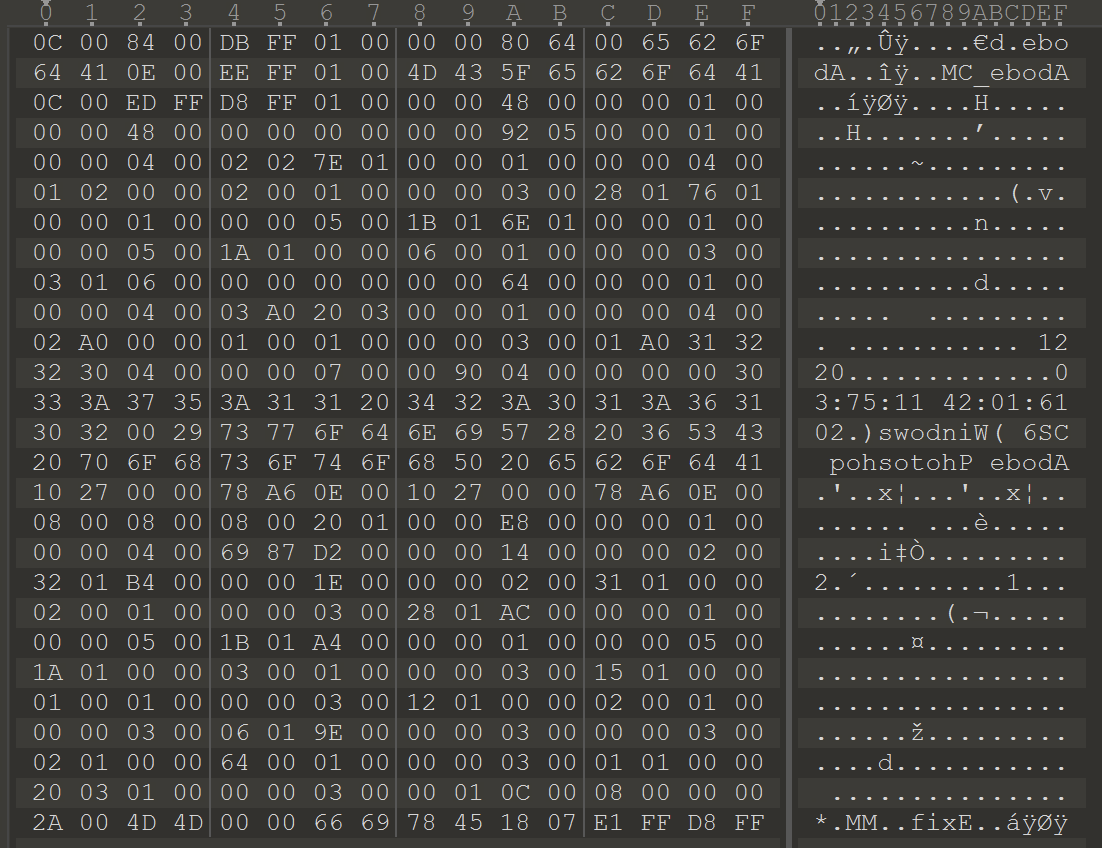 0 1 2 3 4 5 6 7 8 9 A B C D E F 0123456789ABCDEF
0C 00 84 00 DB FF 01 00 00 00 80 64 00 65 62 6F ..„.Ûÿ....€d.ebo
64 41 0E 00 EE FF 01 00 4D 43 5F 65 62 6F 64 41 dA..îÿ..MC_ebodA
0C 00 ED FF D8 FF 01 00 00 00 48 00 00 00 01 00 ..íÿØÿ....H.....
00 00 48 00 00 00 00 00 00 00 92 05 00 00 01 00 ..H.......’.....
00 00 04 00 02 02 7E 01 00 00 01 00 00 00 04 00 ......~.........
01 02 00 00 02 00 01 00 00 00 03 00 28 01 76 01 ............(.v.
00 00 01 00 00 00 05 00 1B 01 6E 01 00 00 01 00 ..........n.....
00 00 05 00 1A 01 00 00 06 00 01 00 00 00 03 00 ................
03 01 06 00 00 00 00 00 00 00 64 00 00 00 01 00 ..........d.....
00 00 04 00 03 A0 20 03 00 00 01 00 00 00 04 00 .....  .........
02 A0 00 00 01 00 01 00 00 00 03 00 01 A0 31 32 . ........... 12
32 30 04 00 00 00 07 00 00 90 04 00 00 00 00 30 20.............0
33 3A 37 35 3A 31 31 20 34 32 3A 30 31 3A 36 31 3:75:11 42:01:61
30 32 00 29 73 77 6F 64 6E 69 57 28 20 36 53 43 02.)swodniW( 6SC
20 70 6F 68 73 6F 74 6F 68 50 20 65 62 6F 64 41 pohsotohP ebodA
10 27 00 00 78 A6 0E 00 10 27 00 00 78 A6 0E 00 .'..x¦...'..x¦..
08 00 08 00 08 00 20 01 00 00 E8 00 00 00 01 00 ...... ...è.....
00 00 04 00 69 87 D2 00 00 00 14 00 00 00 02 00 ....i‡Ò.........
32 01 B4 00 00 00 1E 00 00 00 02 00 31 01 00 00 2.´.........1...
02 00 01 00 00 00 03 00 28 01 AC 00 00 00 01 00 ........(.¬.....
00 00 05 00 1B 01 A4 00 00 00 01 00 00 00 05 00 ......¤.........
1A 01 00 00 03 00 01 00 00 00 03 00 15 01 00 00 ................
01 00 01 00 00 00 03 00 12 01 00 00 02 00 01 00 ................
00 00 03 00 06 01 9E 00 00 00 03 00 00 00 03 00 ......ž.........
02 01 00 00 64 00 01 00 00 00 03 00 01 01 00 00 ....d...........
20 03 01 00 00 00 03 00 00 01 0C 00 08 00 00 00 ...............
2A 00 4D 4D 00 00 66 69 78 45 18 07 E1 FF D8 FF *.MM..fixE..áÿØÿ